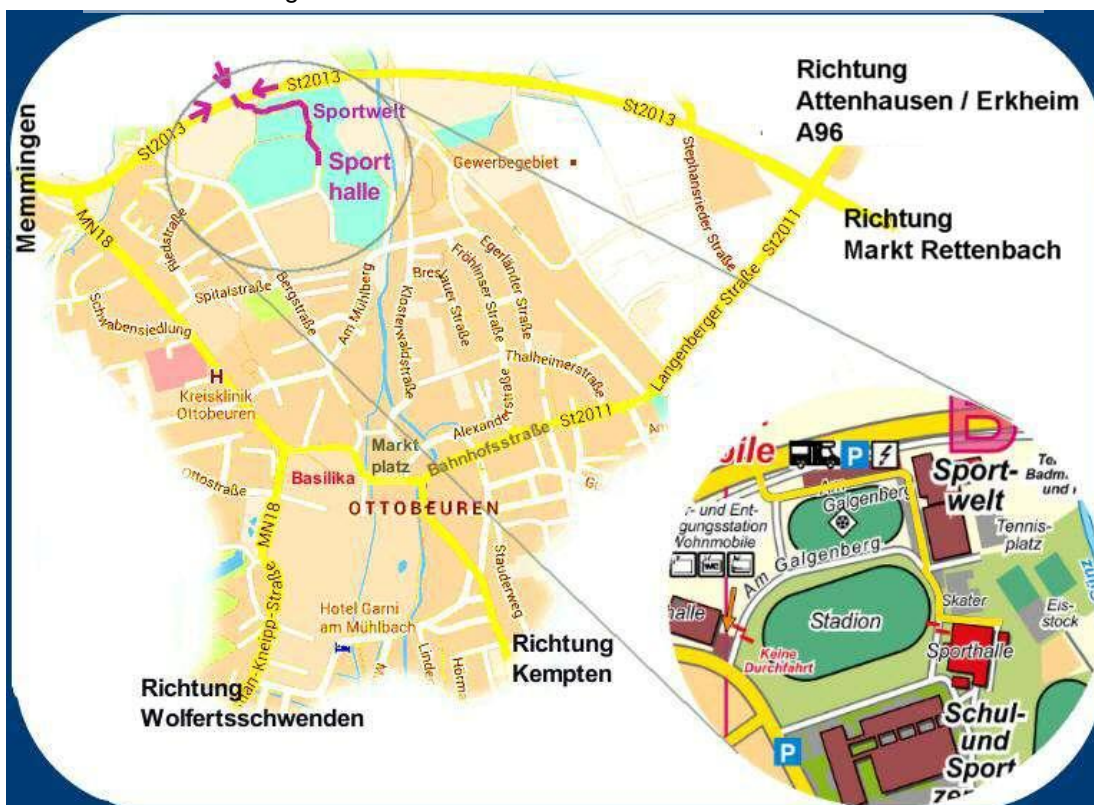 St2013
Richtung
Attenhausen / Erkheim
A96
St2013
Sportwelt
St2013
Sport
halle
Gewerbegebiet
Stephansrieder Straße
Memmingen
MN18
Riedstraße
Richtung
Markt Rettenbach
St2011
Langenberger Straße
Egerländer Straße
Fröhlinser Straße
Spitalstraße
Bergstraße
Am Mühlberg
Klosterwaldstraße
Schwabensiedlung
Thalheimerstraße
H
Kreisklinik
Ottobeuren
Markt
platz
Bahnhofsstraße
St2011
Basilika
Ottostraße
OTTOBEUREN
MN18
Stauderweg
Hotel Garni
am Mühlbach
Richtung
Kempten
Richtung
Wolfertsschwenden
P
Sport-
welt
Am
Galgenberg
Tennis-
platz
Am Galgenberg
Wohnmobile
Skater
Eis-
stock
Stadion
Keine
Durchfahrt
Sporthalle
Schul-
und
Sport
P